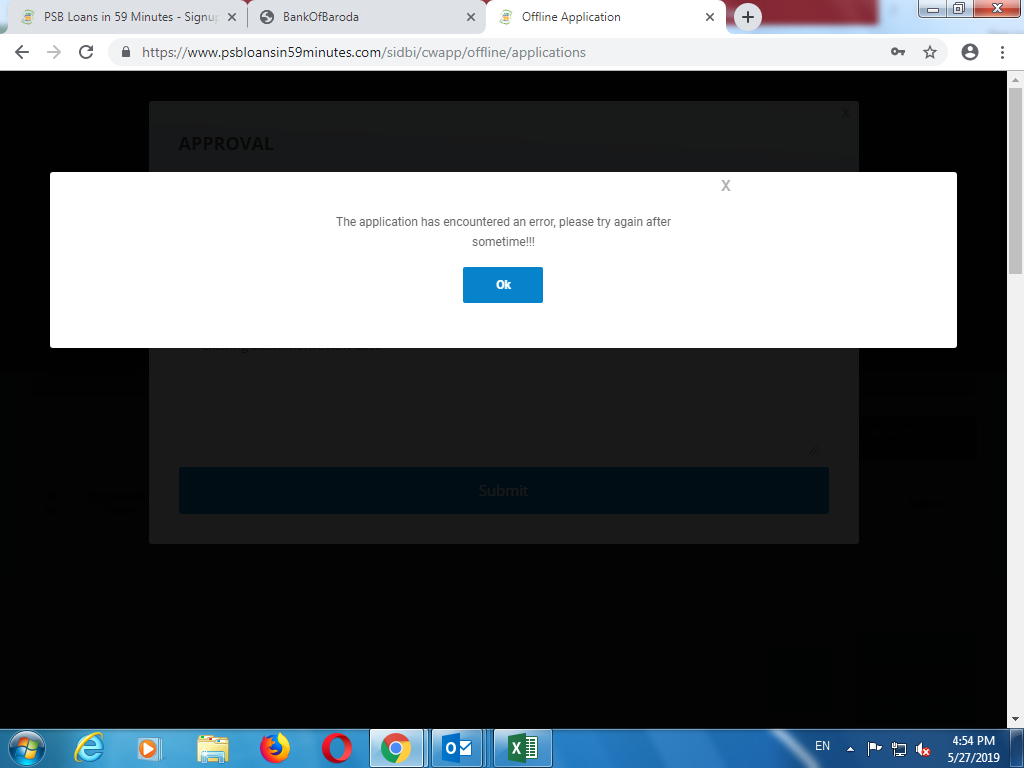 PSB Loans in 59 Minutes - Signup
BankOfBaroda
Offline Application
https://www.psbloansin59minutes.com/sidbi/cwapp/offline/applications
X
APPROVAL
X
The application has encountered an error, please try again after
sometime!!!
Ok
Submit
EN
4:54 PM
5/27/2019